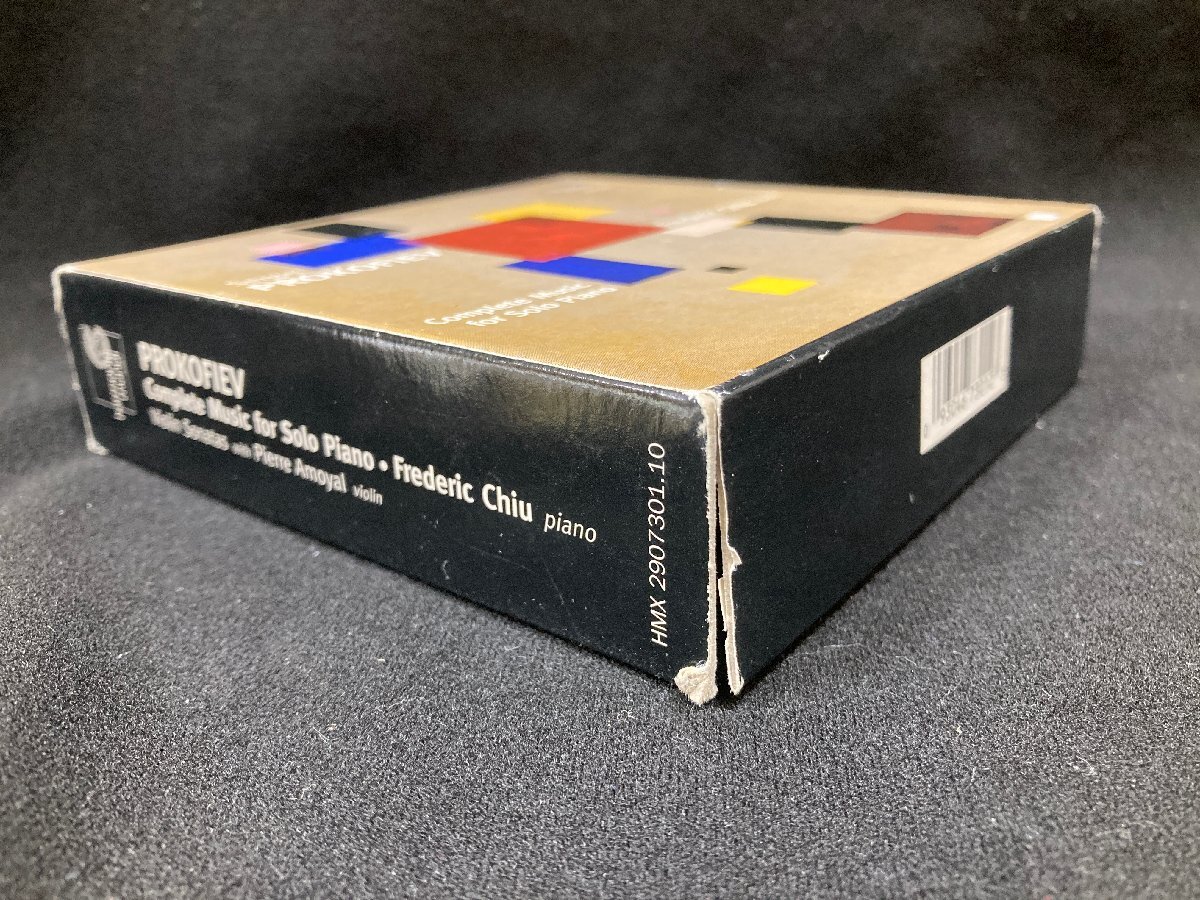 PROKOFIEV
Complete Music
for Solo Piano
PROKOFIEV
Complete Music for Solo Piano • Frederic Chiu piano
Violin Sonatas with Pierre Amoyal violin
HMX 2907301.10